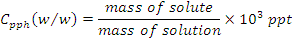 C_pph (w/w) = mass of solute / mass of solution × 10³ ppt